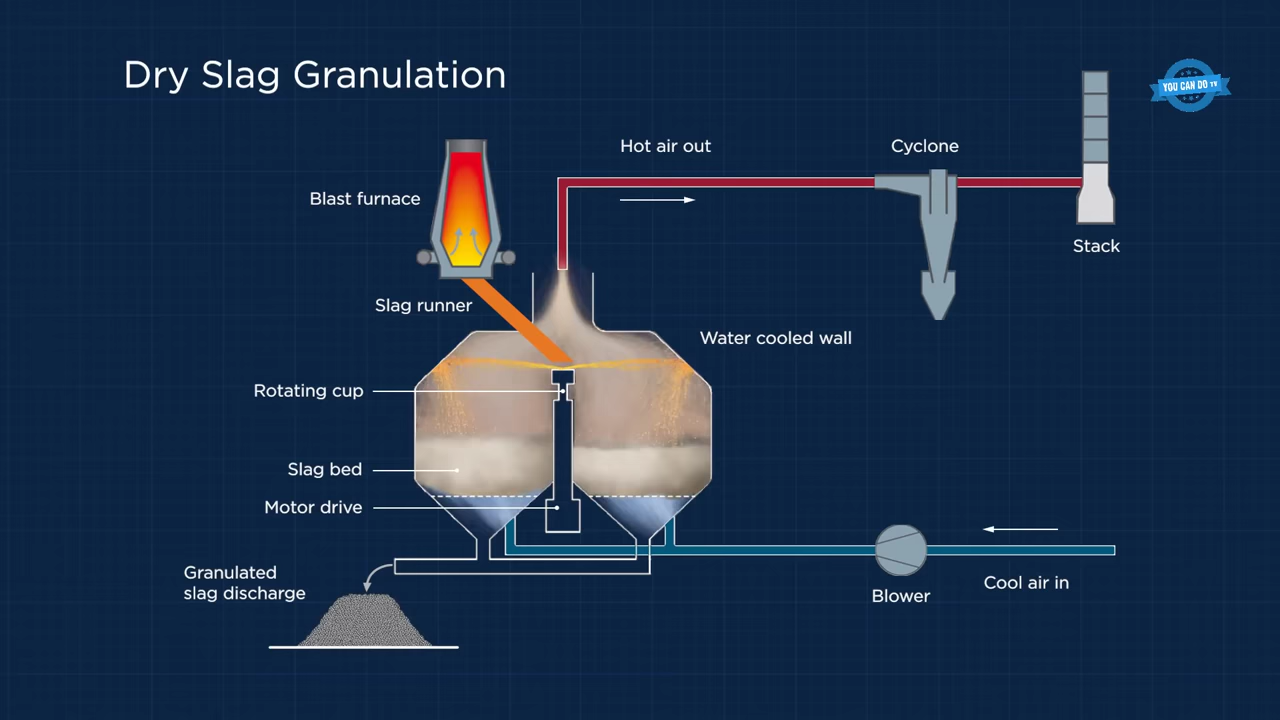 Dry Slag Granulation
YOU CAN DO TV
Hot air out
Cyclone
Blast furnace
Stack
Slag runner
Water cooled wall
Rotating cup
Slag bed
Motor drive
Granulated
slag discharge
Cool air in
Blower